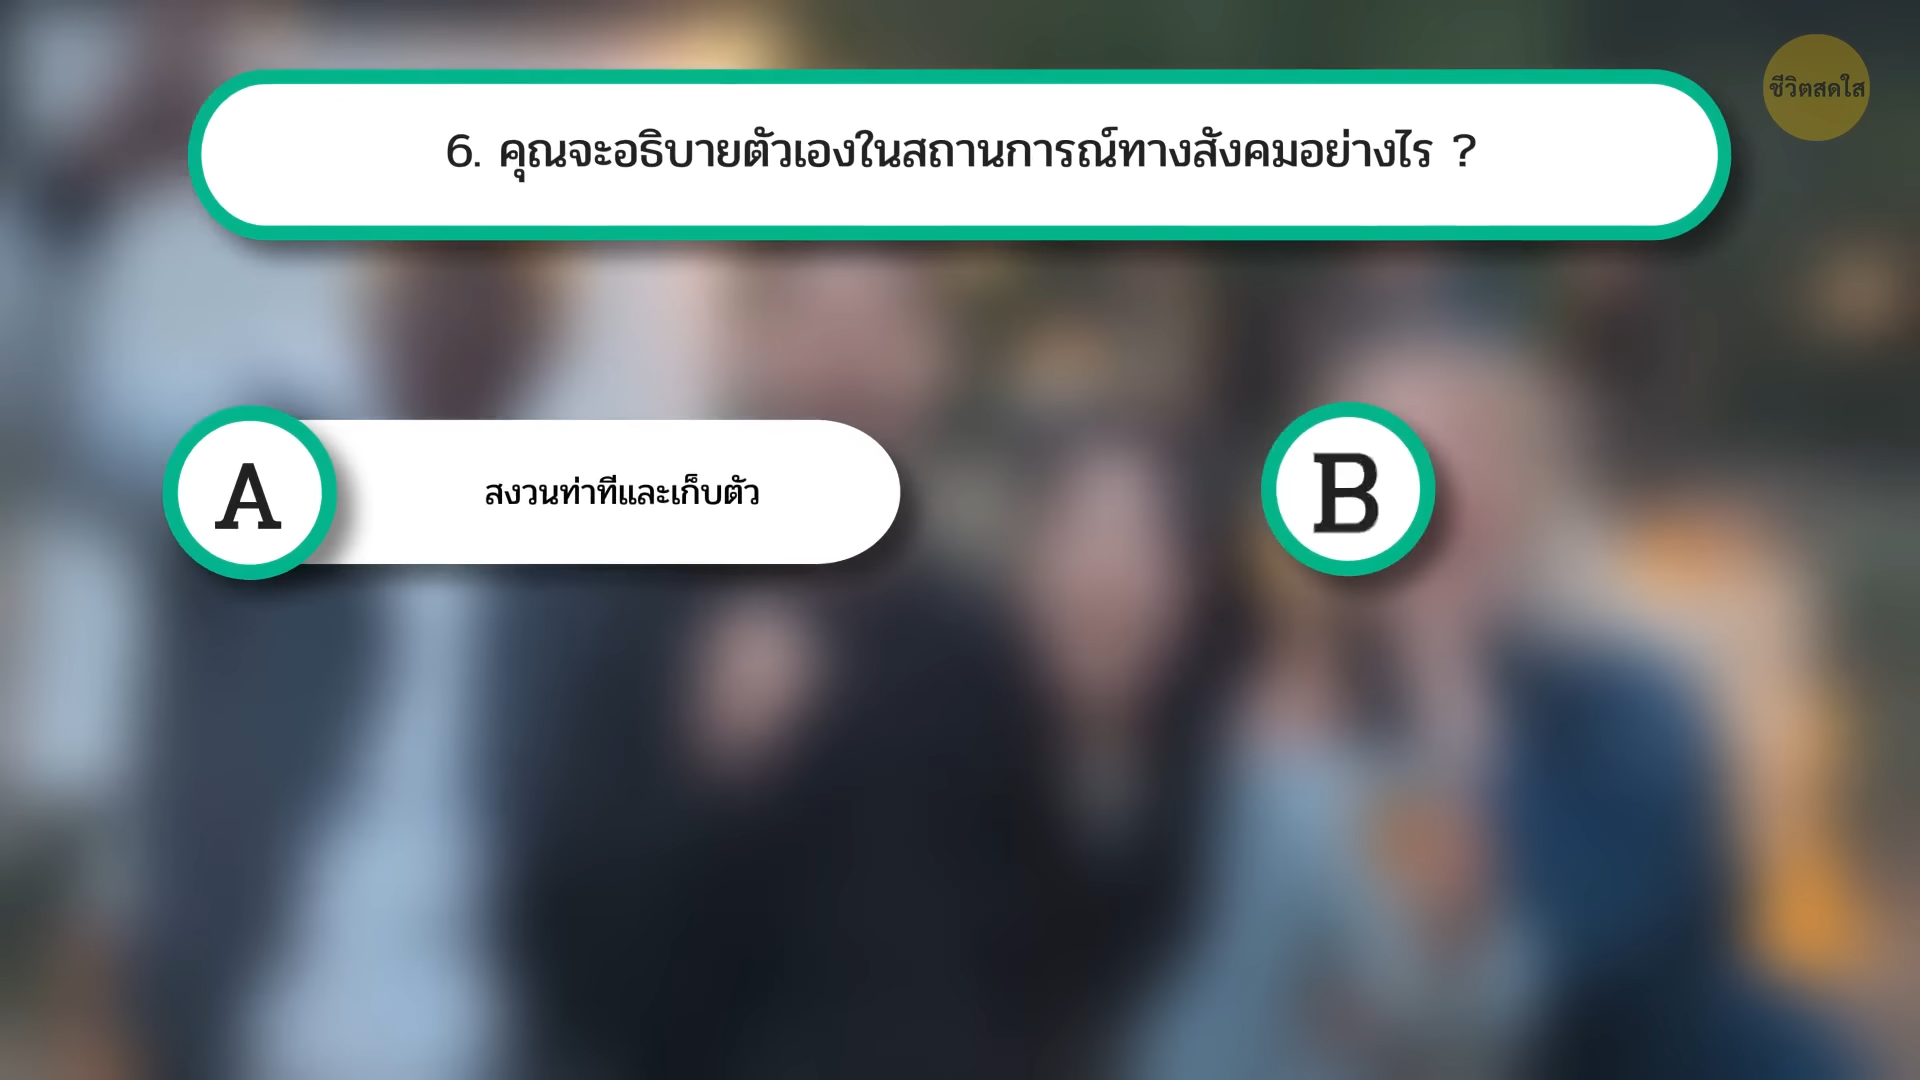 ชีวิตสดใส
6. คุณจะอธิบายตัวเองในสถานการณ์ทางสังคมอย่างไร ?
A
สงวนท่าทีและเก็บตัว
B